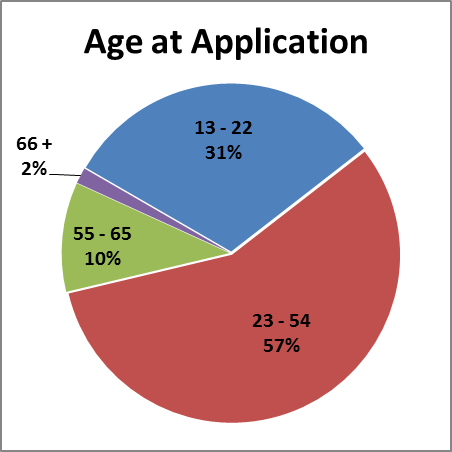 Age at Application
13 - 22
31%
66 +
2%
55 - 65
10%
23 - 54
57%